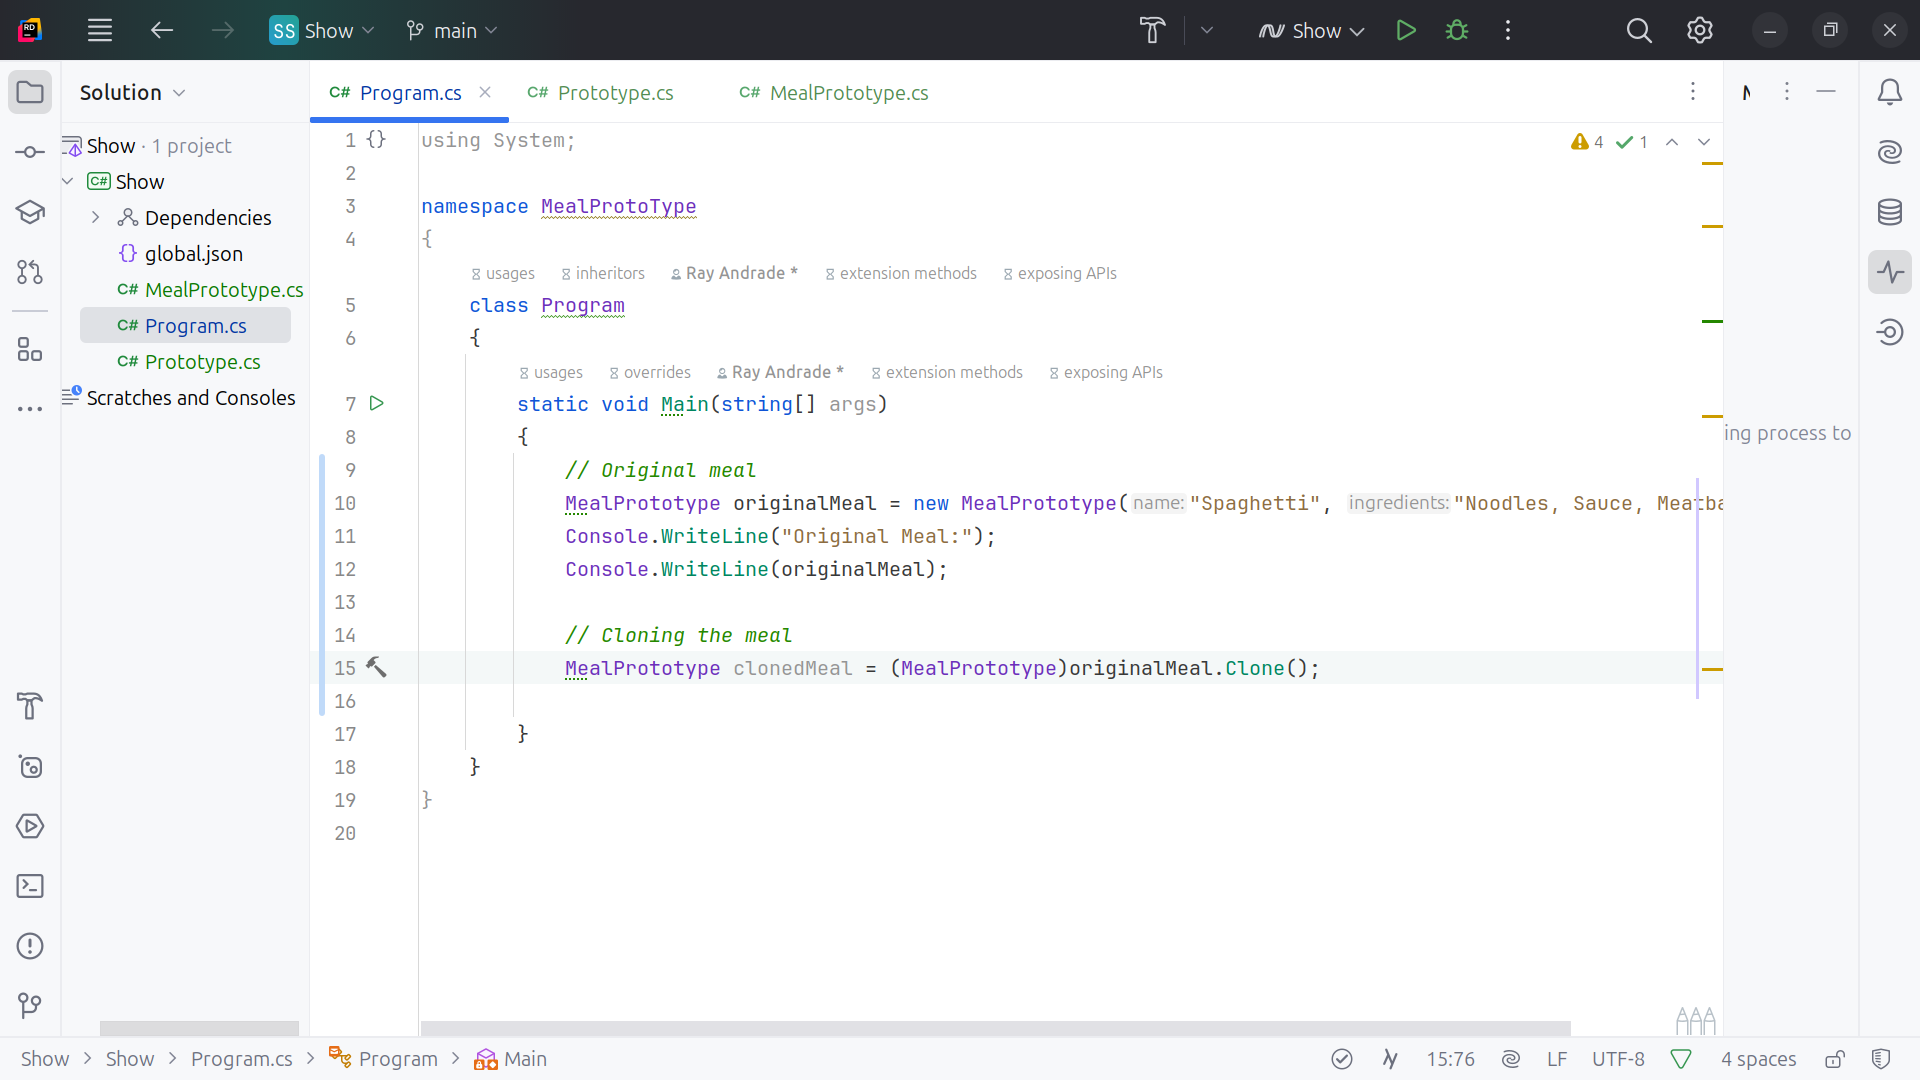 RD SS Show main Show
Solution
Show · 1 project
C# Show
Dependencies
{} global.json
C# MealPrototype.cs
C# Program.cs
C# Prototype.cs
Scratches and Consoles
C# Program.cs C# Prototype.cs C# MealPrototype.cs
4 1
1 {} using System;
2
3 namespace MealProtoType
4 {
usages inheritors Ray Andrade * extension methods exposing APIs
5 class Program
6 {
usages overrides Ray Andrade * extension methods exposing APIs
7 static void Main(string[] args)
8 {
9 // Original meal
10 MealPrototype originalMeal = new MealPrototype( name: "Spaghetti", ingredients: "Noodles, Sauce, Meatba
11 Console.WriteLine("Original Meal:");
12 Console.WriteLine(originalMeal);
13
14 // Cloning the meal
15 MealPrototype clonedMeal = (MealPrototype)originalMeal.Clone();
16
17 }
18 }
19 }
20
ing process to
Show > Show > Program.cs > Program > Main
15:76 LF UTF-8 4 spaces